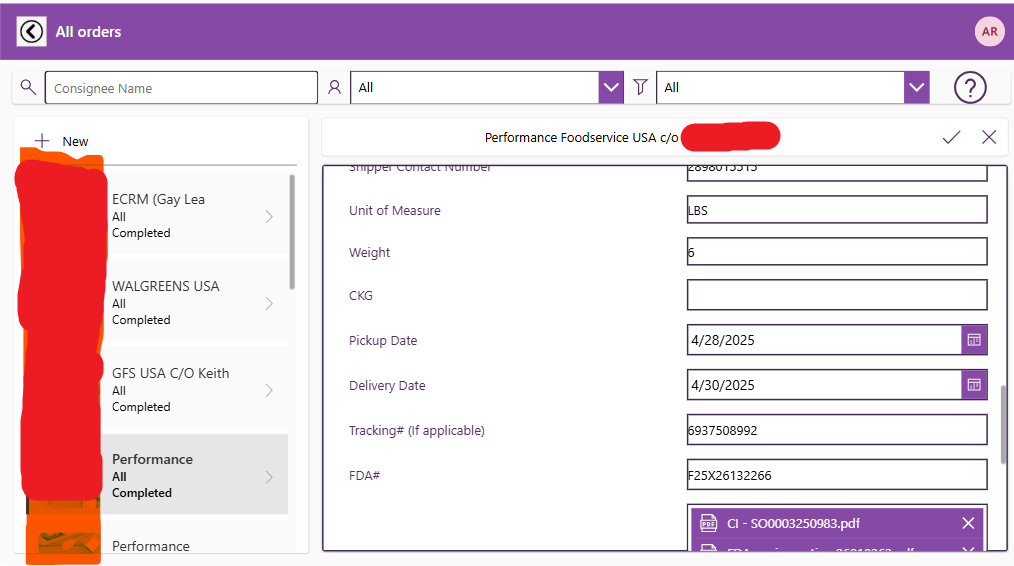 All orders
AR
Consignee Name
All
All
?
New
Performance Foodservice USA c/o
ECRM (Gay Lea
All
Completed
WALGREENS USA
All
Completed
GFS USA C/O Keith
All
Completed
Performance
All
Completed
Performance
Shipper Contact Number
Unit of Measure LBS
Weight 6
CKG
Pickup Date 4/28/2025
Delivery Date 4/30/2025
Tracking# (If applicable) 6937508992
FDA# F25X26132266
PDF CI - SO0003250983.pdf